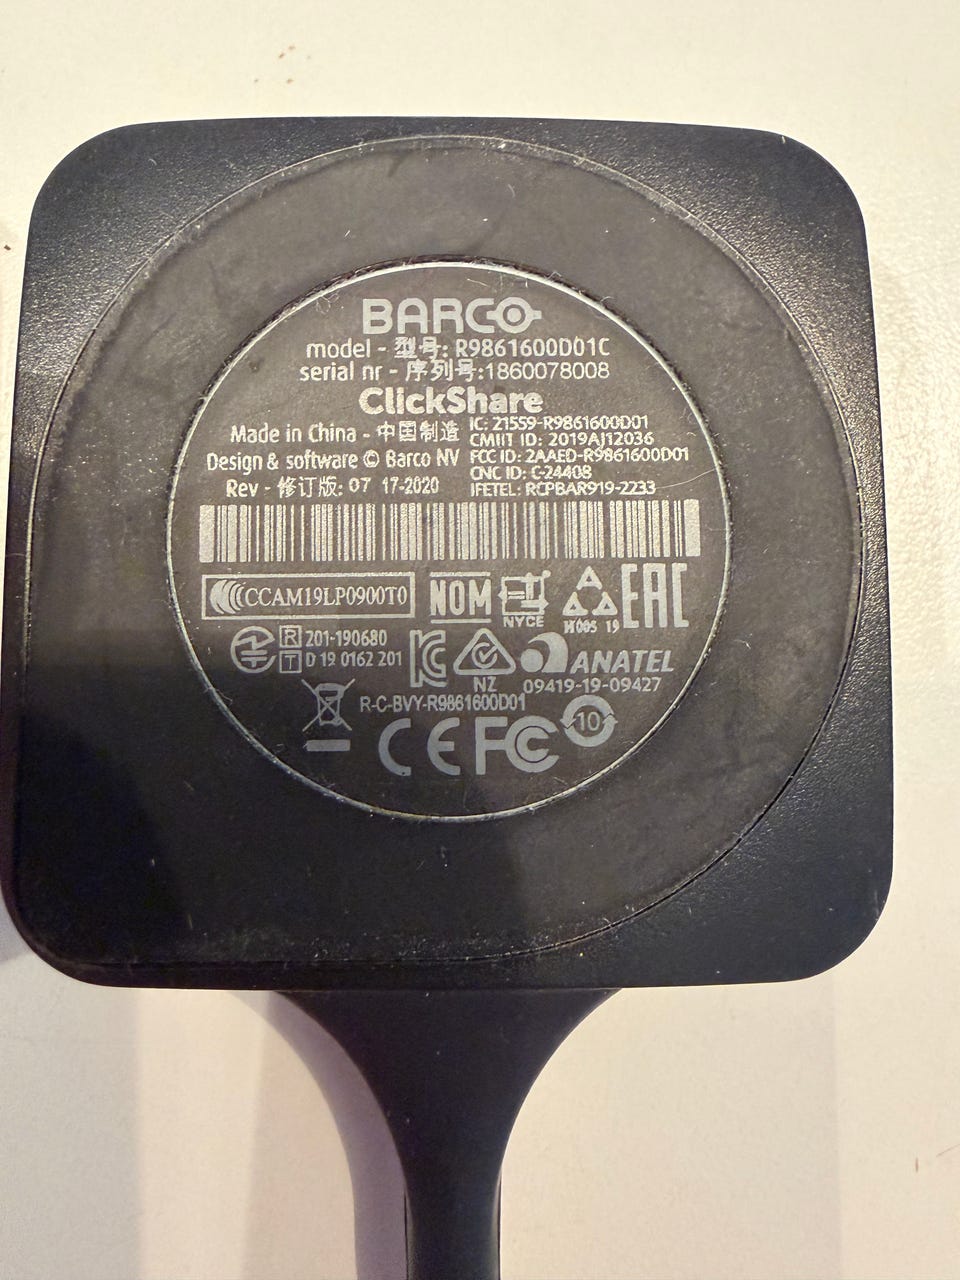 BARCO
model - 型号: R9861600D01C
serial nr - 序列号:1860078008
ClickShare
Made in China - 中国制造
Design & software © Barco NV
Rev - 修订版: 07 17-2020
IC: 21559-R9861600D01
CMIIT ID: 2019AJ12036
FCC ID: 2AAED-R9861600D01
CNC ID: C-24408
IFETEL: RCPBAR919-2233
CCAM19LP0900T0
NOM
NYCE
H005 19
EAC
R 201-190680
T D 19 0162 201
KC
NZ
ANATEL
09419-19-09427
R-C-BVY-R9861600D01
CE FC
10